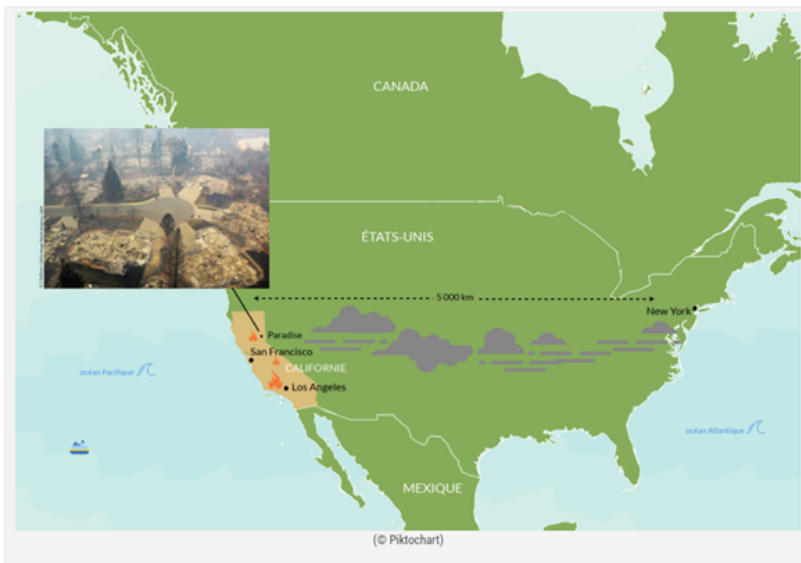 CANADA
ÉTATS-UNIS
5 000 km
New York
Paradise
San Francisco
CALIFORNIE
Los Angeles
océan Pacifique
océan Atlantique
MEXIQUE
(© Piktochart)